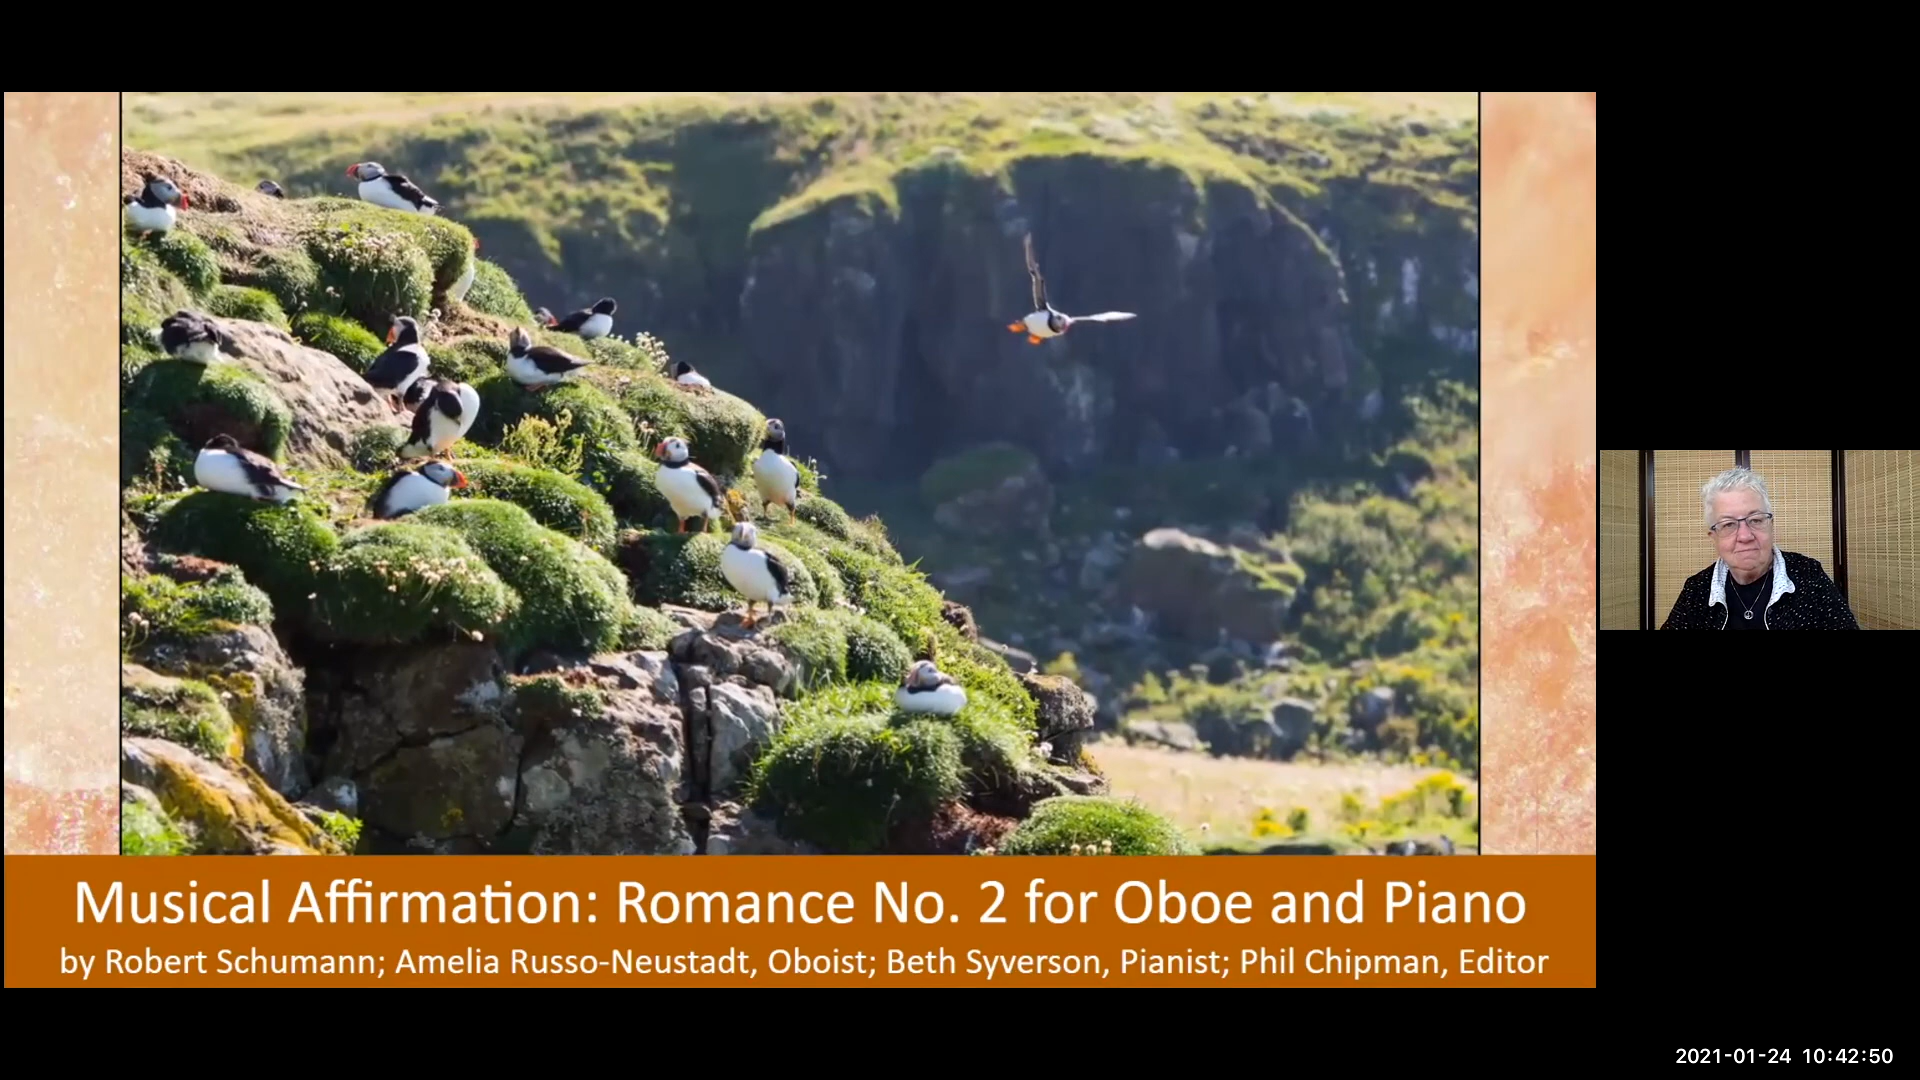 Musical Affirmation: Romance No. 2 for Oboe and Piano
by Robert Schumann; Amelia Russo-Neustadt, Oboist; Beth Syverson, Pianist; Phil Chipman, Editor
2021-01-24 10:42:50